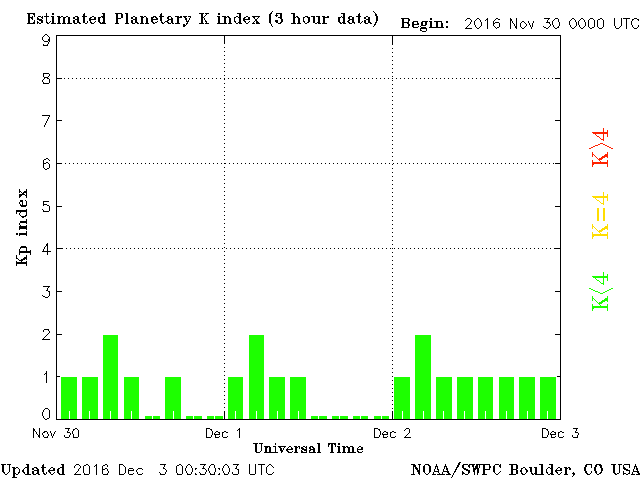 Estimated Planetary K index (3 hour data) Begin: 2016 Nov 30 0000 UTC
9
8
7
6
5
4
3
2
1
0
Kp index
K>4
K=4
K<4
Nov 30 Dec 1 Dec 2 Dec 3
Universal Time
Updated 2016 Dec 3 00:30:03 UTC NOAA/SWPC Boulder, CO USA